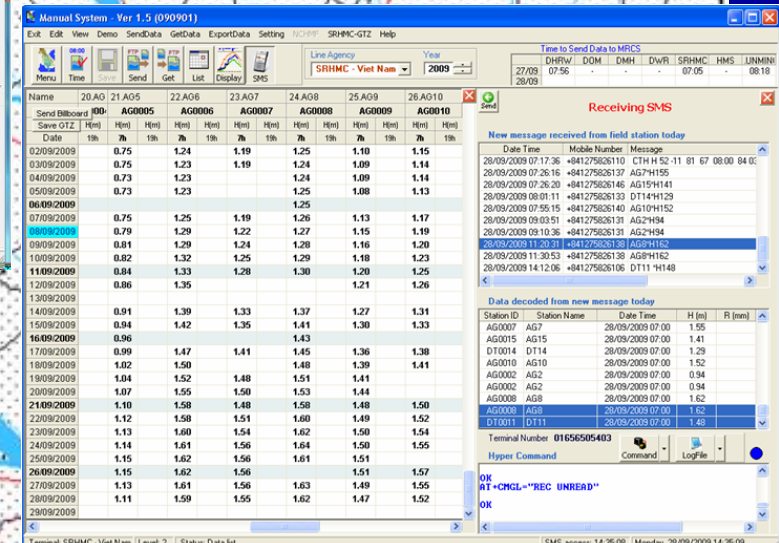 Manual System - Ver 1.5 (090901)
Exit Edit View Demo SendData GetData ExportData Setting NCHMF SRHMC-GTZ Help
Menu Time Save Send Get List Display SMS
Line Agency Year
SRHMC - Viet Nam 2009
Time to Send Data to MRCS
DHRW DOM DMH DWR SRHMC HMS
27/09 07:56 - - - 07:05 - 08:18
28/09
Name 20.AG 21.AG5 22.AG6 23.AG7 24.AG8 25.AG9 26.AG10
Send Billboard AG0005 AG0006 AG0007 AG0008 AG0009 AG0010
Save GTZ H(m) H(m) H(m) H(m) H(m) H(m) H(m) H(m) H(m) H(m) H(m) H(m)
Date 19h 7h 19h 7h 19h 7h 19h 7h 19h 7h 19h 7h
02/09/2009 0.75 1.24 1.19 1.25 1.10 1.15
03/09/2009 0.75 1.23 1.19 1.24 1.09 1.14
04/09/2009 0.73 1.23 1.24 1.09 1.14
05/09/2009 0.73 1.23 1.25 1.08 1.13
06/09/2009 1.25
07/09/2009 0.75 1.25 1.19 1.26 1.13 1.17
08/09/2009 0.79 1.29 1.22 1.27 1.15 1.19
09/09/2009 0.81 1.29 1.24 1.28 1.16 1.20
10/09/2009 0.82 1.32 1.25 1.29 1.18 1.23
11/09/2009 0.84 1.33 1.28 1.30 1.20 1.25
12/09/2009 0.86 1.35 1.21 1.26
13/09/2009
14/09/2009 0.91 1.39 1.33 1.37 1.27 1.31
15/09/2009 0.94 1.42 1.35 1.41 1.30 1.33
16/09/2009 0.96 1.43
17/09/2009 0.99 1.47 1.41 1.45 1.36 1.38
18/09/2009 1.02 1.50 1.48 1.39 1.41
19/09/2009 1.04 1.52 1.48 1.51 1.41
20/09/2009 1.07 1.55 1.50 1.53 1.44
21/09/2009 1.10 1.58 1.48 1.58 1.48 1.50
22/09/2009 1.12 1.58 1.51 1.60 1.49 1.52
23/09/2009 1.13 1.60 1.54 1.62 1.50 1.54
24/09/2009 1.14 1.61 1.56 1.64 1.50 1.55
25/09/2009 1.15 1.62 1.56 1.61 1.51
26/09/2009 1.15 1.62 1.56 1.51 1.57
27/09/2009 1.13 1.61 1.56 1.63 1.49 1.55
28/09/2009 1.11 1.59 1.55 1.62 1.47 1.52
29/09/2009
Send Receiving SMS
New message received from field station today
Date Time Mobile Number Message
28/09/2009 07:17:36 +841275826110 CTH H 52 -11 81 67 08:00 84 03
28/09/2009 07:26:16 +841275826137 AG7*H155
28/09/2009 07:26:20 +841275826146 AG15*H141
28/09/2009 08:01:11 +841275826133 DT14*H129
28/09/2009 07:55:15 +841275826140 AG10*H152
28/09/2009 09:03:51 +841275826131 AG2*H94
28/09/2009 09:10:36 +841275826131 AG2*H94
28/09/2009 11:20:31 +841275826138 AG8*H162
28/09/2009 11:30:53 +841275826138 AG8*H162
28/09/2009 14:12:06 +841275826106 DT11 *H148
Data decoded from new message today
Station ID Station Name Date Time H (m) R (mm)
AG0007 AG7 28/09/2009 07:00 1.55
AG0015 AG15 28/09/2009 07:00 1.41
DT0014 DT14 28/09/2009 07:00 1.29
AG0010 AG10 28/09/2009 07:00 1.52
AG0002 AG2 28/09/2009 07:00 0.94
AG0002 AG2 28/09/2009 07:00 0.94
AG0008 AG8 28/09/2009 07:00 1.62
AG0008 AG8 28/09/2009 07:00 1.62
DT0011 DT11 28/09/2009 07:00 1.48
Terminal Number 01656505403
Hyper Command Command LogFile
OK
AT+CMGL="REC UNREAD"
OK
Terminal: SRHMC - Viet Nam Level: 2 Status: Data list SMS access: 14:25:08 Monday, 28/09/2009 14:25:09